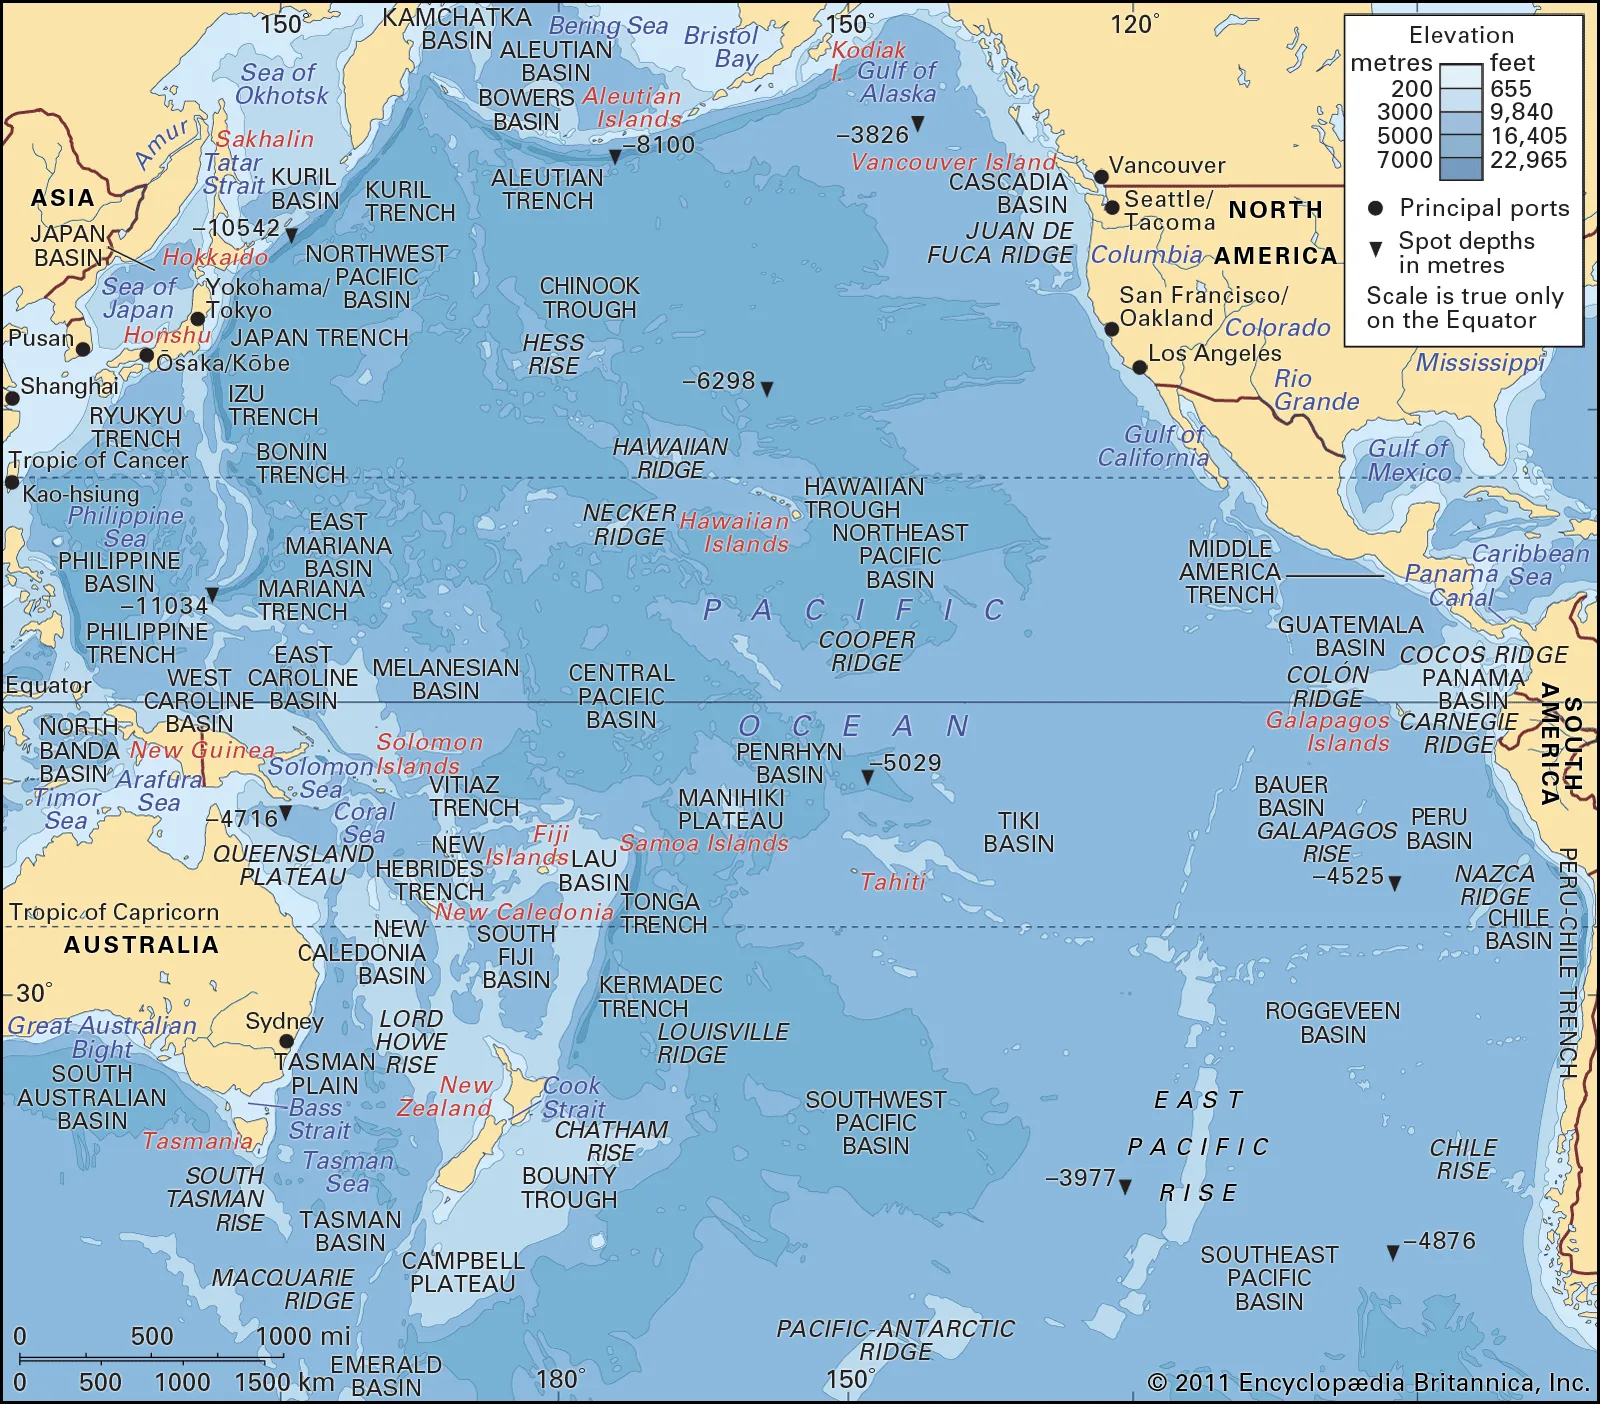 KAMCHATKA
BASIN
Bering Sea
Bristol
Bay
150°
150°
120°
Kodiak
I.
Gulf of
Alaska
ALEUTIAN
BASIN
Sea of
Okhotsk
BOWERS
BASIN
Aleutian
Islands
–8100
–3826
Amur
Sakhalin
Tatar
Strait
KURIL
BASIN
KURIL
TRENCH
ALEUTIAN
TRENCH
Vancouver Island
Vancouver
CASCADIA
BASIN
Seattle/
Tacoma
NORTH
AMERICA
JUAN DE
FUCA RIDGE
Columbia
ASIA
JAPAN
BASIN
–10542
Hokkaido
NORTHWEST
PACIFIC
BASIN
Sea of
Japan
Yokohama/
Tokyo
CHINOOK
TROUGH
San Francisco/
Oakland
Colorado
Pusan
Honshu
JAPAN TRENCH
HESS
RISE
Ōsaka/Kōbe
Los Angeles
Mississippi
Shanghai
IZU
TRENCH
–6298
Rio
Grande
RYUKYU
TRENCH
BONIN
TRENCH
HAWAIIAN
RIDGE
Gulf of
California
Gulf of
Mexico
Tropic of Cancer
Kao-hsiung
HAWAIIAN
TROUGH
Philippine
Sea
EAST
MARIANA
BASIN
NECKER
RIDGE
Hawaiian
Islands
NORTHEAST
PACIFIC
BASIN
MIDDLE
AMERICA
TRENCH
Caribbean
Sea
Panama
Canal
PHILIPPINE
BASIN
–11034
MARIANA
TRENCH
PACIFIC
PHILIPPINE
TRENCH
COOPER
RIDGE
GUATEMALA
BASIN
COCOS RIDGE
Equator
WEST
CAROLINE
BASIN
EAST
CAROLINE
BASIN
MELANESIAN
BASIN
CENTRAL
PACIFIC
BASIN
COLÓN
RIDGE
PANAMA
BASIN
SOUTH
AMERICA
NORTH
BANDA
BASIN
New Guinea
Solomon
Islands
OCEAN
Galapagos
Islands
CARNEGIE
RIDGE
Solomon
Sea
PENRHYN
BASIN
–5029
Timor
Sea
Arafura
Sea
–4716
Coral
Sea
VITIAZ
TRENCH
MANIHIKI
PLATEAU
BAUER
BASIN
TIKI
BASIN
PERU
BASIN
QUEENSLAND
PLATEAU
NEW
HEBRIDES
TRENCH
Fiji
Islands
LAU
BASIN
Samoa Islands
GALAPAGOS
RISE
–4525
Tahiti
NAZCA
RIDGE
PERU-CHILE TRENCH
Tropic of Capricorn
AUSTRALIA
New Caledonia
TONGA
TRENCH
CHILE
BASIN
NEW
CALEDONIA
BASIN
SOUTH
FIJI
BASIN
30°
KERMADEC
TRENCH
Great Australian
Bight
Sydney
LORD
HOWE
RISE
LOUISVILLE
RIDGE
ROGGEVEEN
BASIN
SOUTH
AUSTRALIAN
BASIN
TASMAN
PLAIN
New
Zealand
Cook
Strait
SOUTHWEST
PACIFIC
BASIN
EAST
PACIFIC
RISE
Bass
Strait
Tasmania
CHATHAM
RISE
CHILE
RISE
Tasman
Sea
SOUTH
TASMAN
RISE
BOUNTY
TROUGH
–3977
TASMAN
BASIN
–4876
CAMPBELL
PLATEAU
SOUTHEAST
PACIFIC
BASIN
MACQUARIE
RIDGE
PACIFIC-ANTARCTIC
RIDGE
EMERALD
BASIN
180°
150°
0 500 1000 mi
0 500 1000 1500 km
Elevation
metres feet
200 655
3000 9,840
5000 16,405
7000 22,965
Principal ports
Spot depths
in metres
Scale is true only
on the Equator
© 2011 Encyclopædia Britannica, Inc.